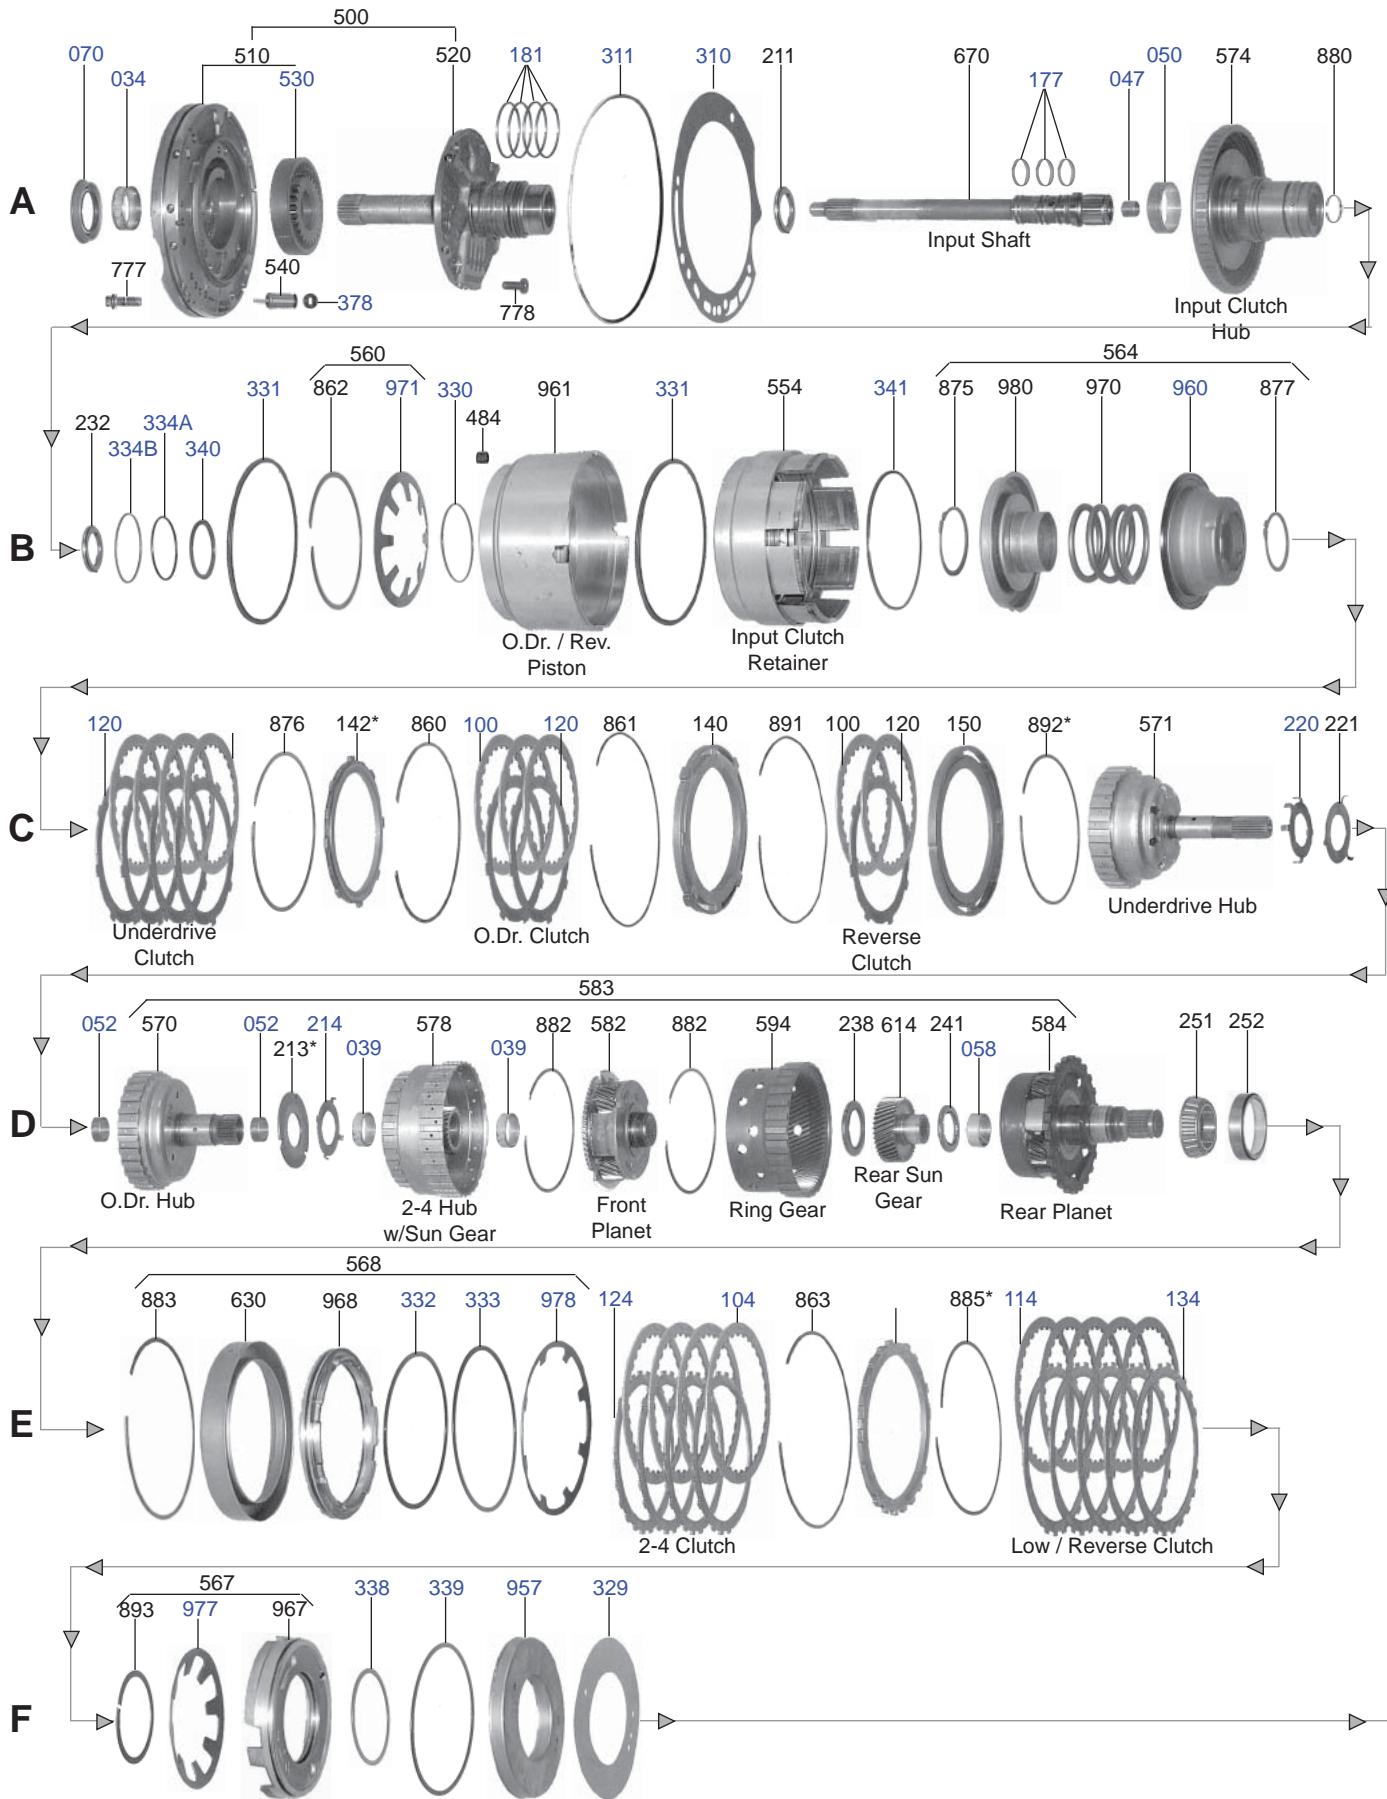 500
070 510 520 181 311 310 211 670 050 574 880
034 530 177 047
A
Input Shaft
777 540 378 778
Input Clutch
Hub
560 564
331 862 971 330 961 331 554 341 875 980 970 960 877
232 334A 484
334B 340
B
O.Dr. / Rev.
Piston
Input Clutch
Retainer
120 876 142* 860 100 120 861 140 891 100 120 150 892* 571 220 221
C
Underdrive
Clutch
O.Dr. Clutch
Reverse
Clutch
Underdrive Hub
583
052 570 052 214 578 882 582 882 594 238 614 241 584 251 252
213* 039 039 058
D
O.Dr. Hub
2-4 Hub
w/Sun Gear
Front
Planet
Ring Gear
Rear Sun
Gear
Rear Planet
568
883 630 968 332 333 978 124 104 863 885* 114 134
E
2-4 Clutch
Low / Reverse Clutch
567 338 339 957 329
893 977 967
F